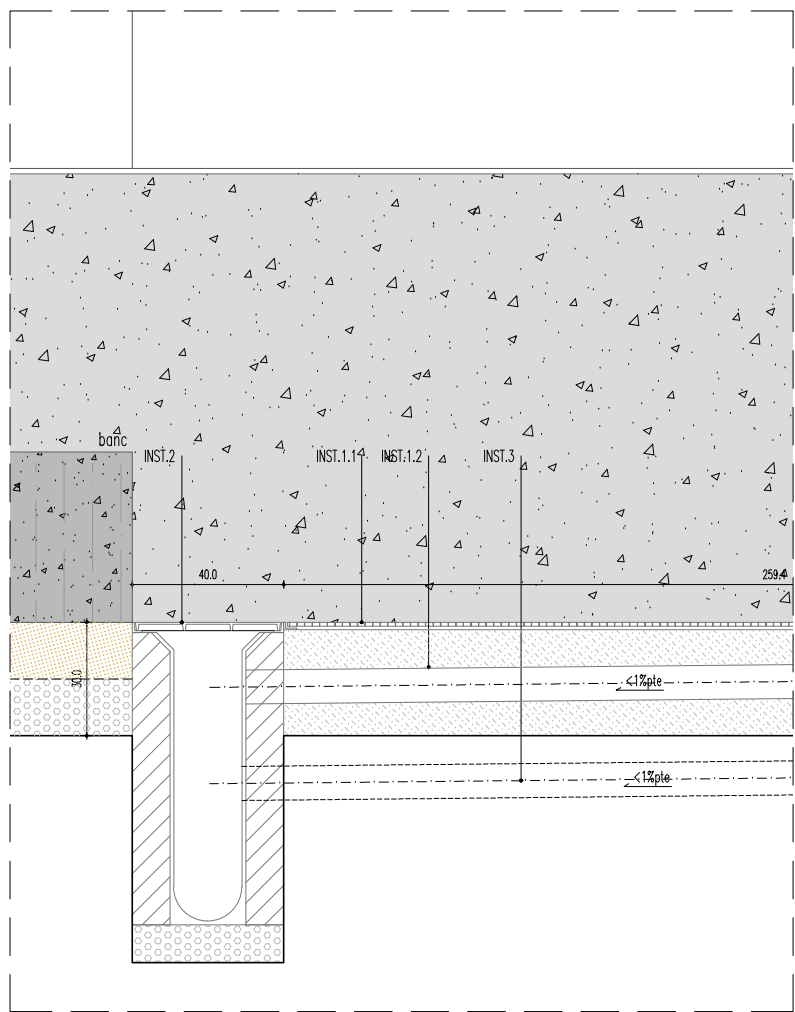 banc
INST.2
INST.1.1
INST.1.2
INST.3
40.0
259.4
30.0
<1%pte
<1%pte